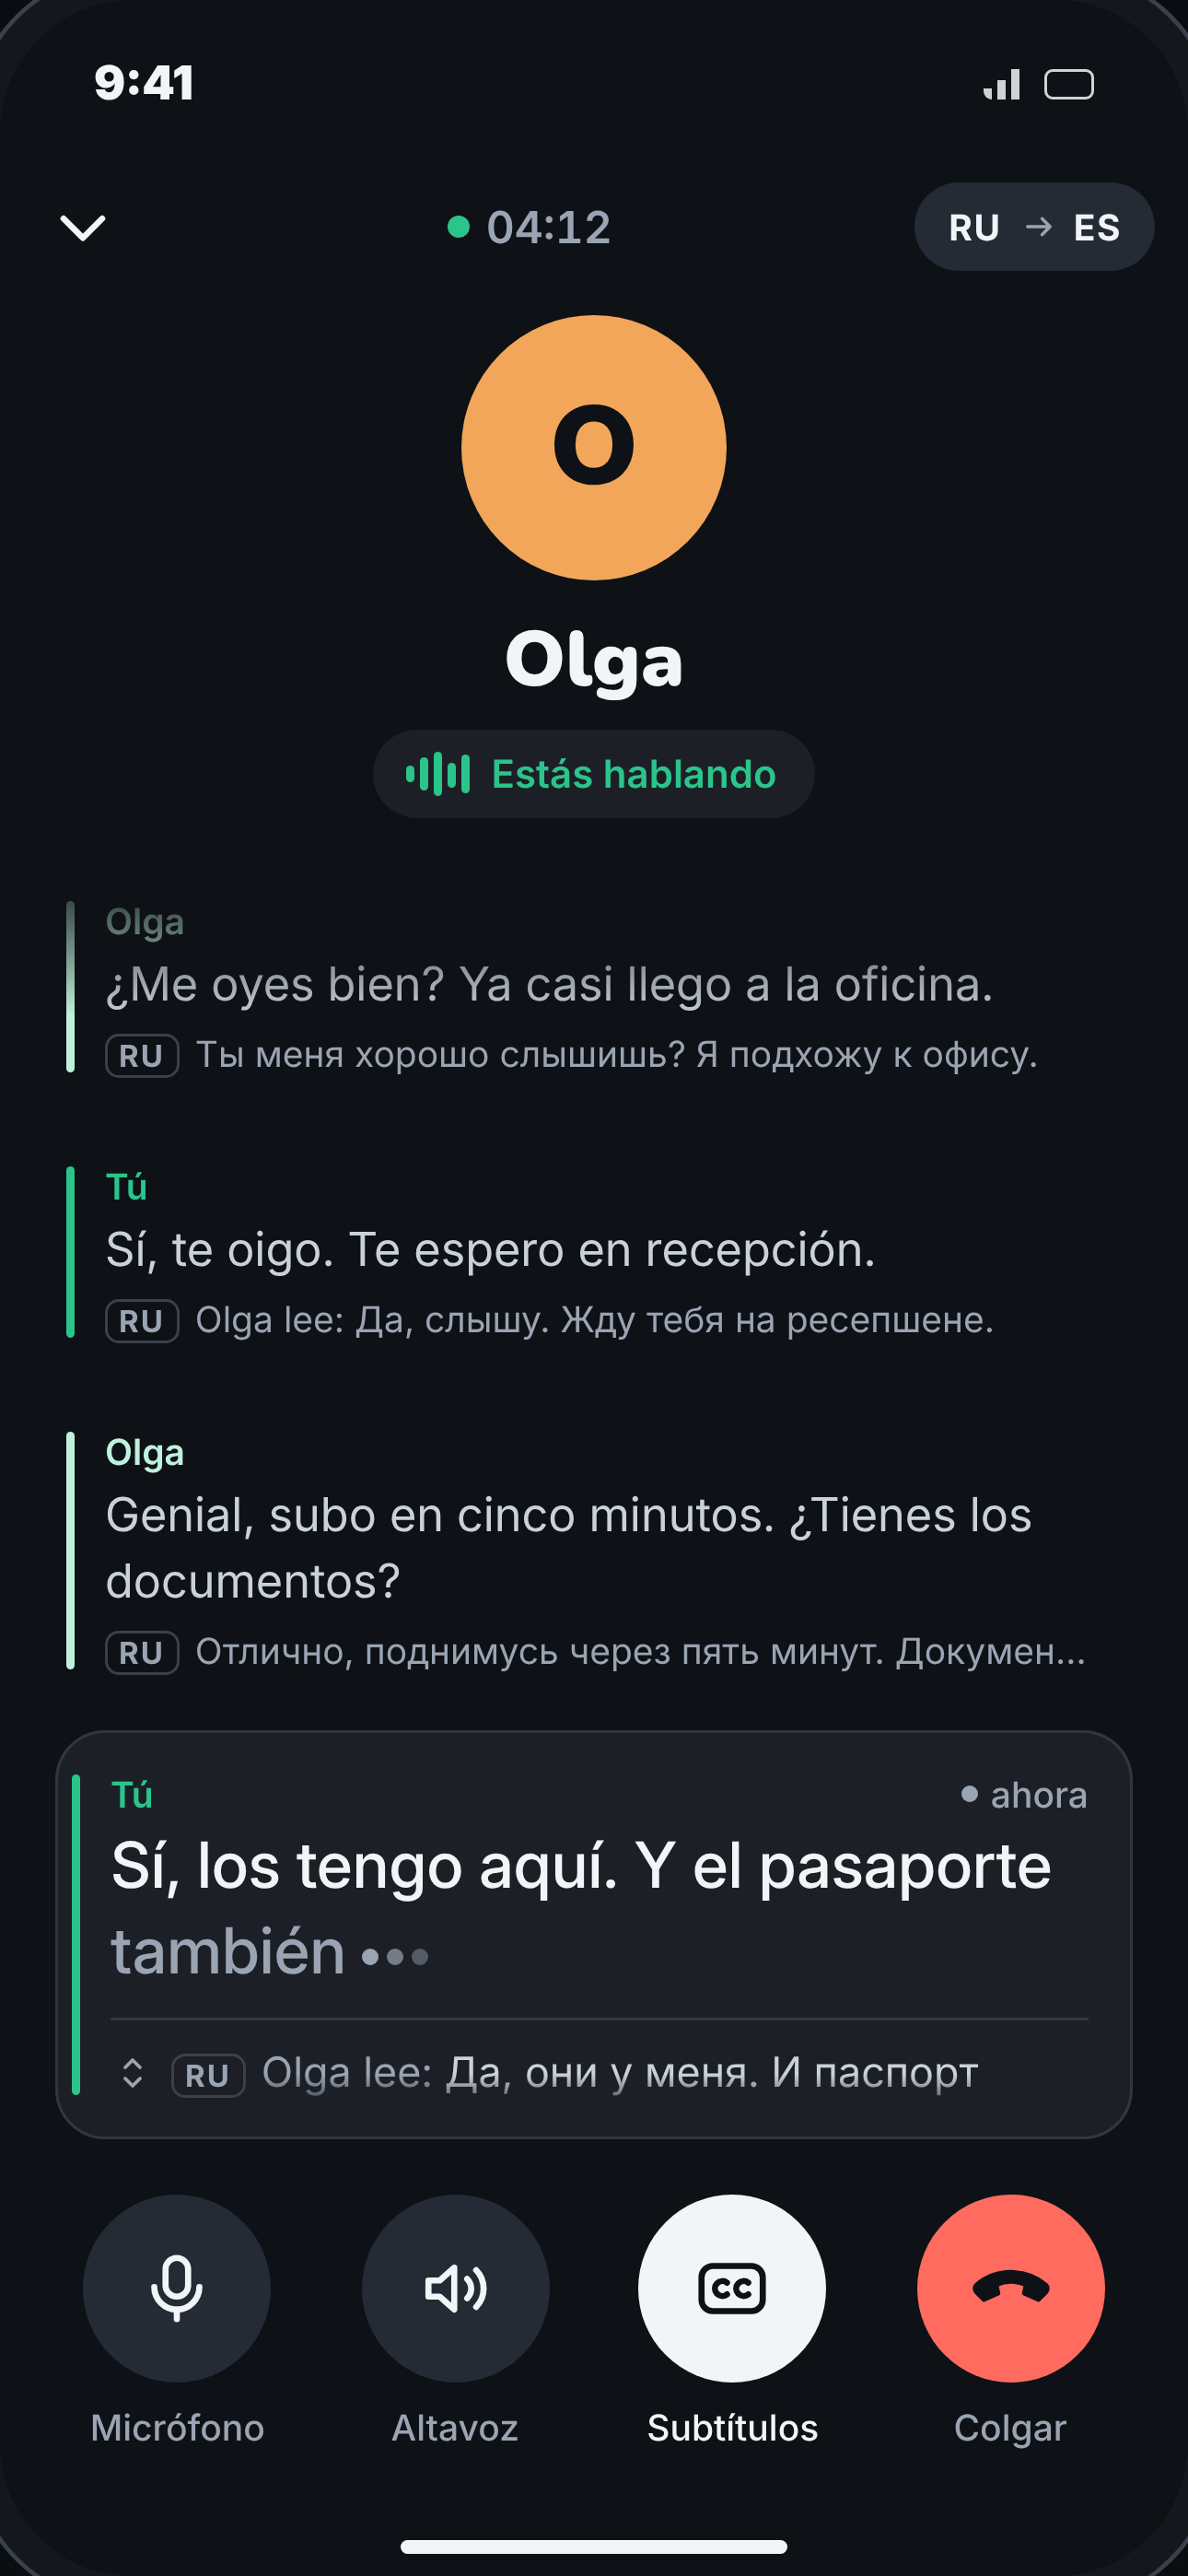 9:41
04:12
RU → ES
O
Olga
Estás hablando
Olga
¿Me oyes bien? Ya casi llego a la oficina.
RU Ты меня хорошо слышишь? Я подхожу к офису.
Tú
Sí, te oigo. Te espero en recepción.
RU Olga lee: Да, слышу. Жду тебя на ресепшене.
Olga
Genial, subo en cinco minutos. ¿Tienes los
documentos?
RU Отлично, поднимусь через пять минут. Докумен...
Tú
ahora
Sí, los tengo aquí. Y el pasaporte
también
RU Olga lee: Да, они у меня. И паспорт
CC
Micrófono
Altavoz
Subtítulos
Colgar